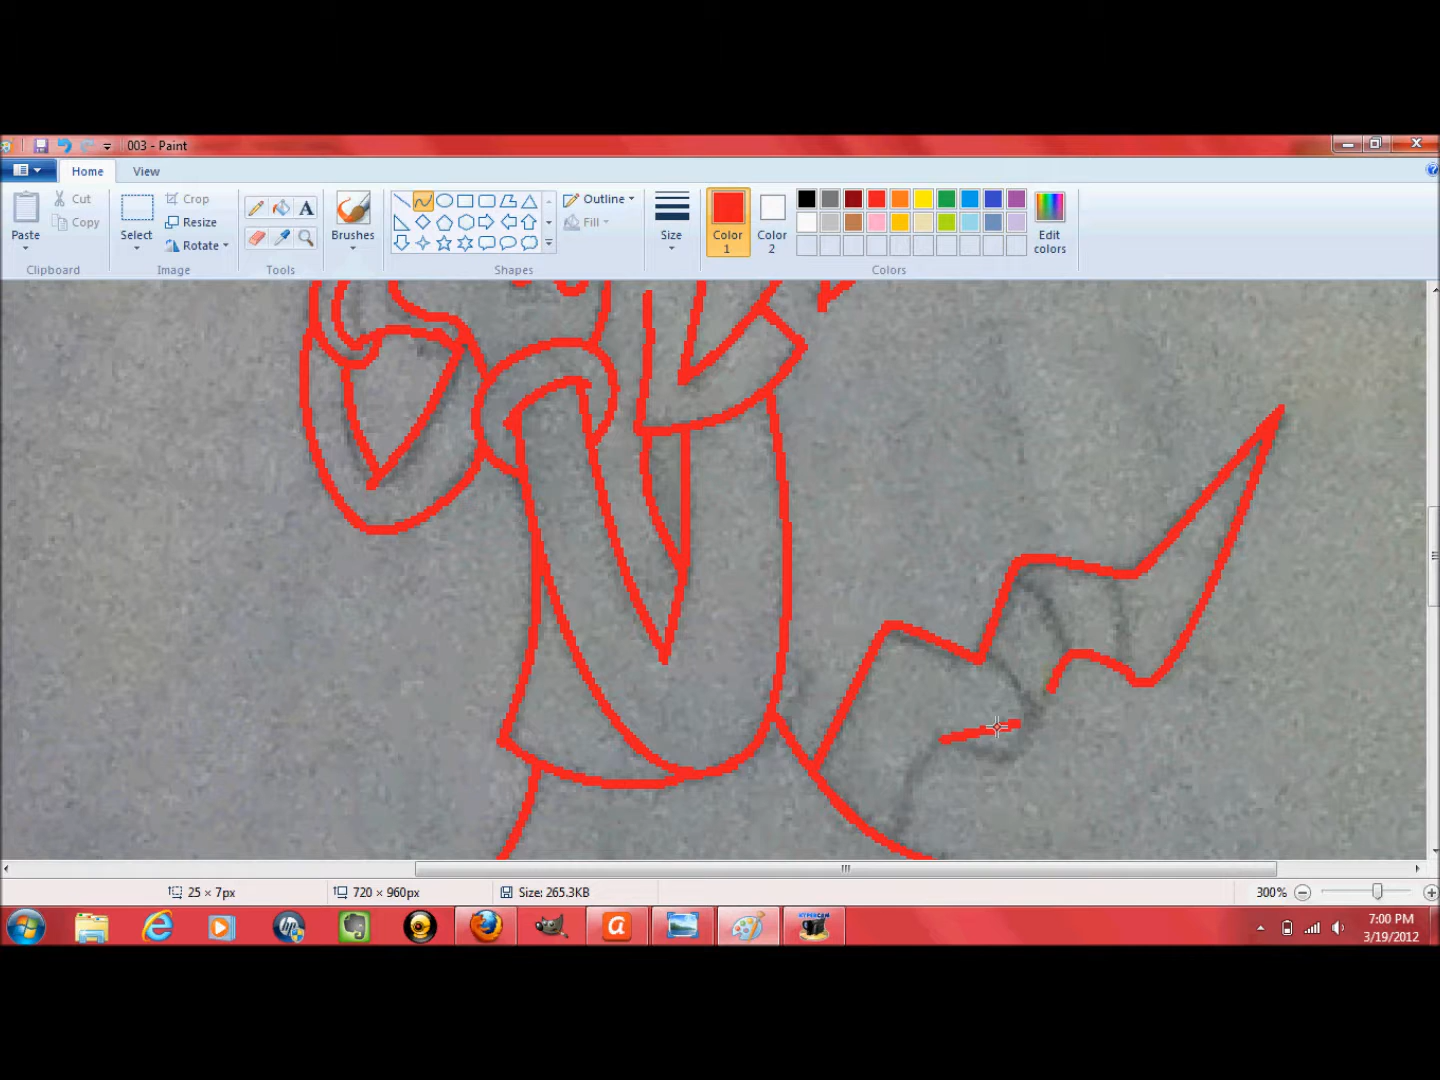 003 - Paint
Home View
Paste
Cut
Copy
Clipboard
Select
Crop
Resize
Rotate
Image
A
Tools
Brushes
Outline
Fill
Shapes
Size
Color 1
Color 2
Edit colors
Colors
25 × 7px
720 × 960px
Size: 265.3KB
300%
hp
a
HYPERCAM
7:00 PM
3/19/2012